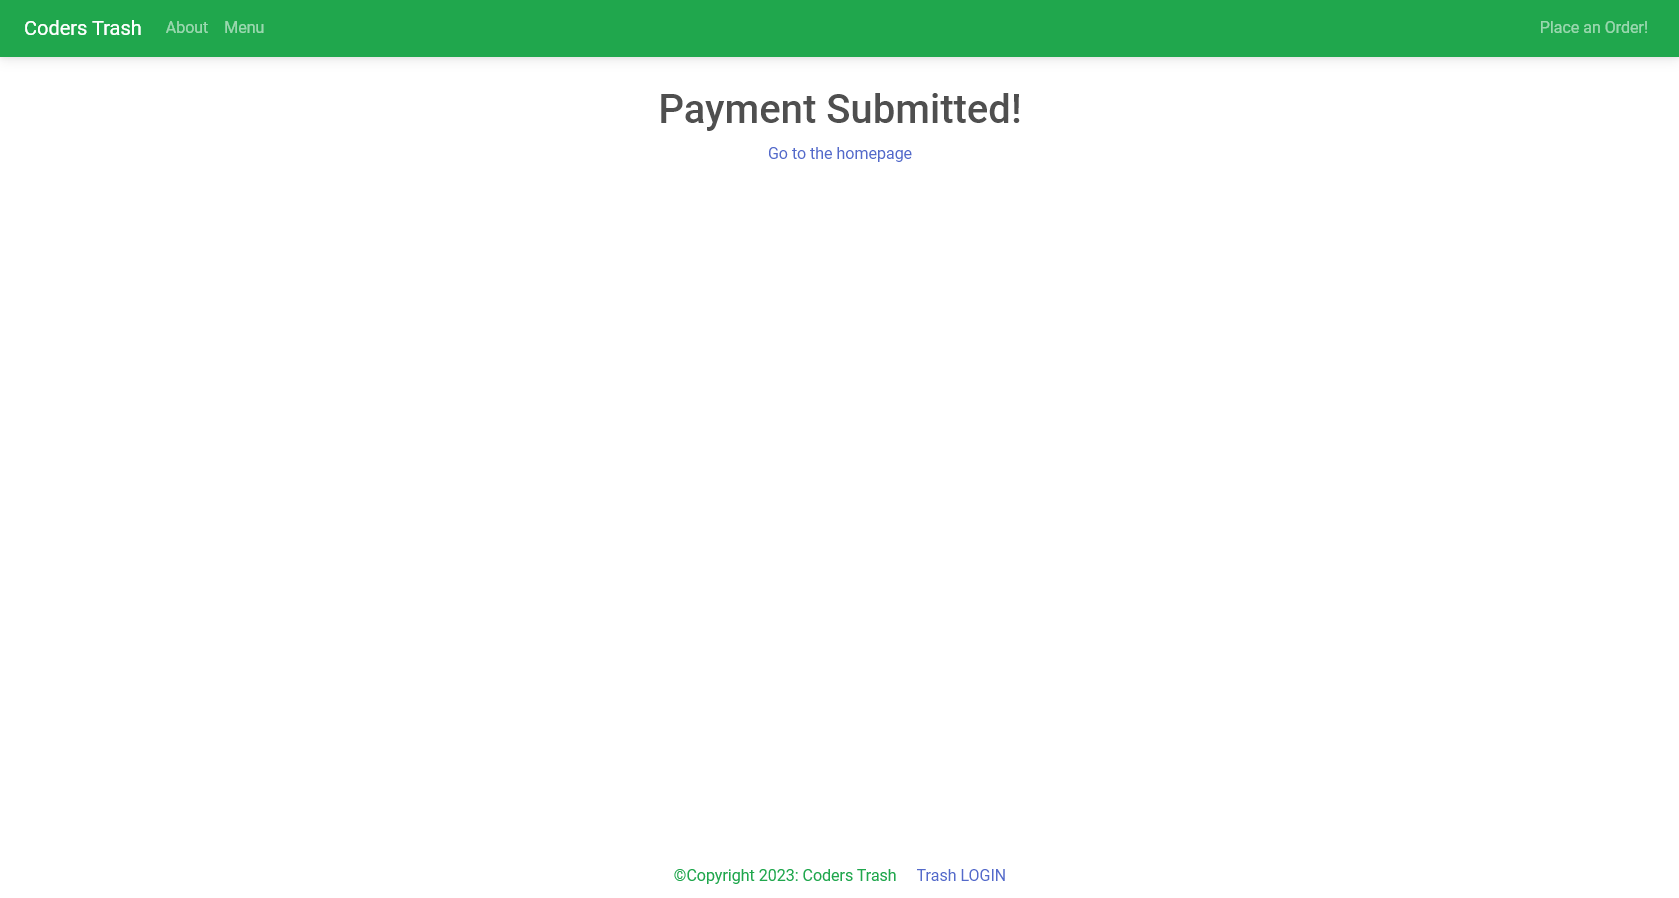 Coders Trash About Menu Place an Order!
Payment Submitted!
Go to the homepage
©Copyright 2023: Coders Trash Trash LOGIN